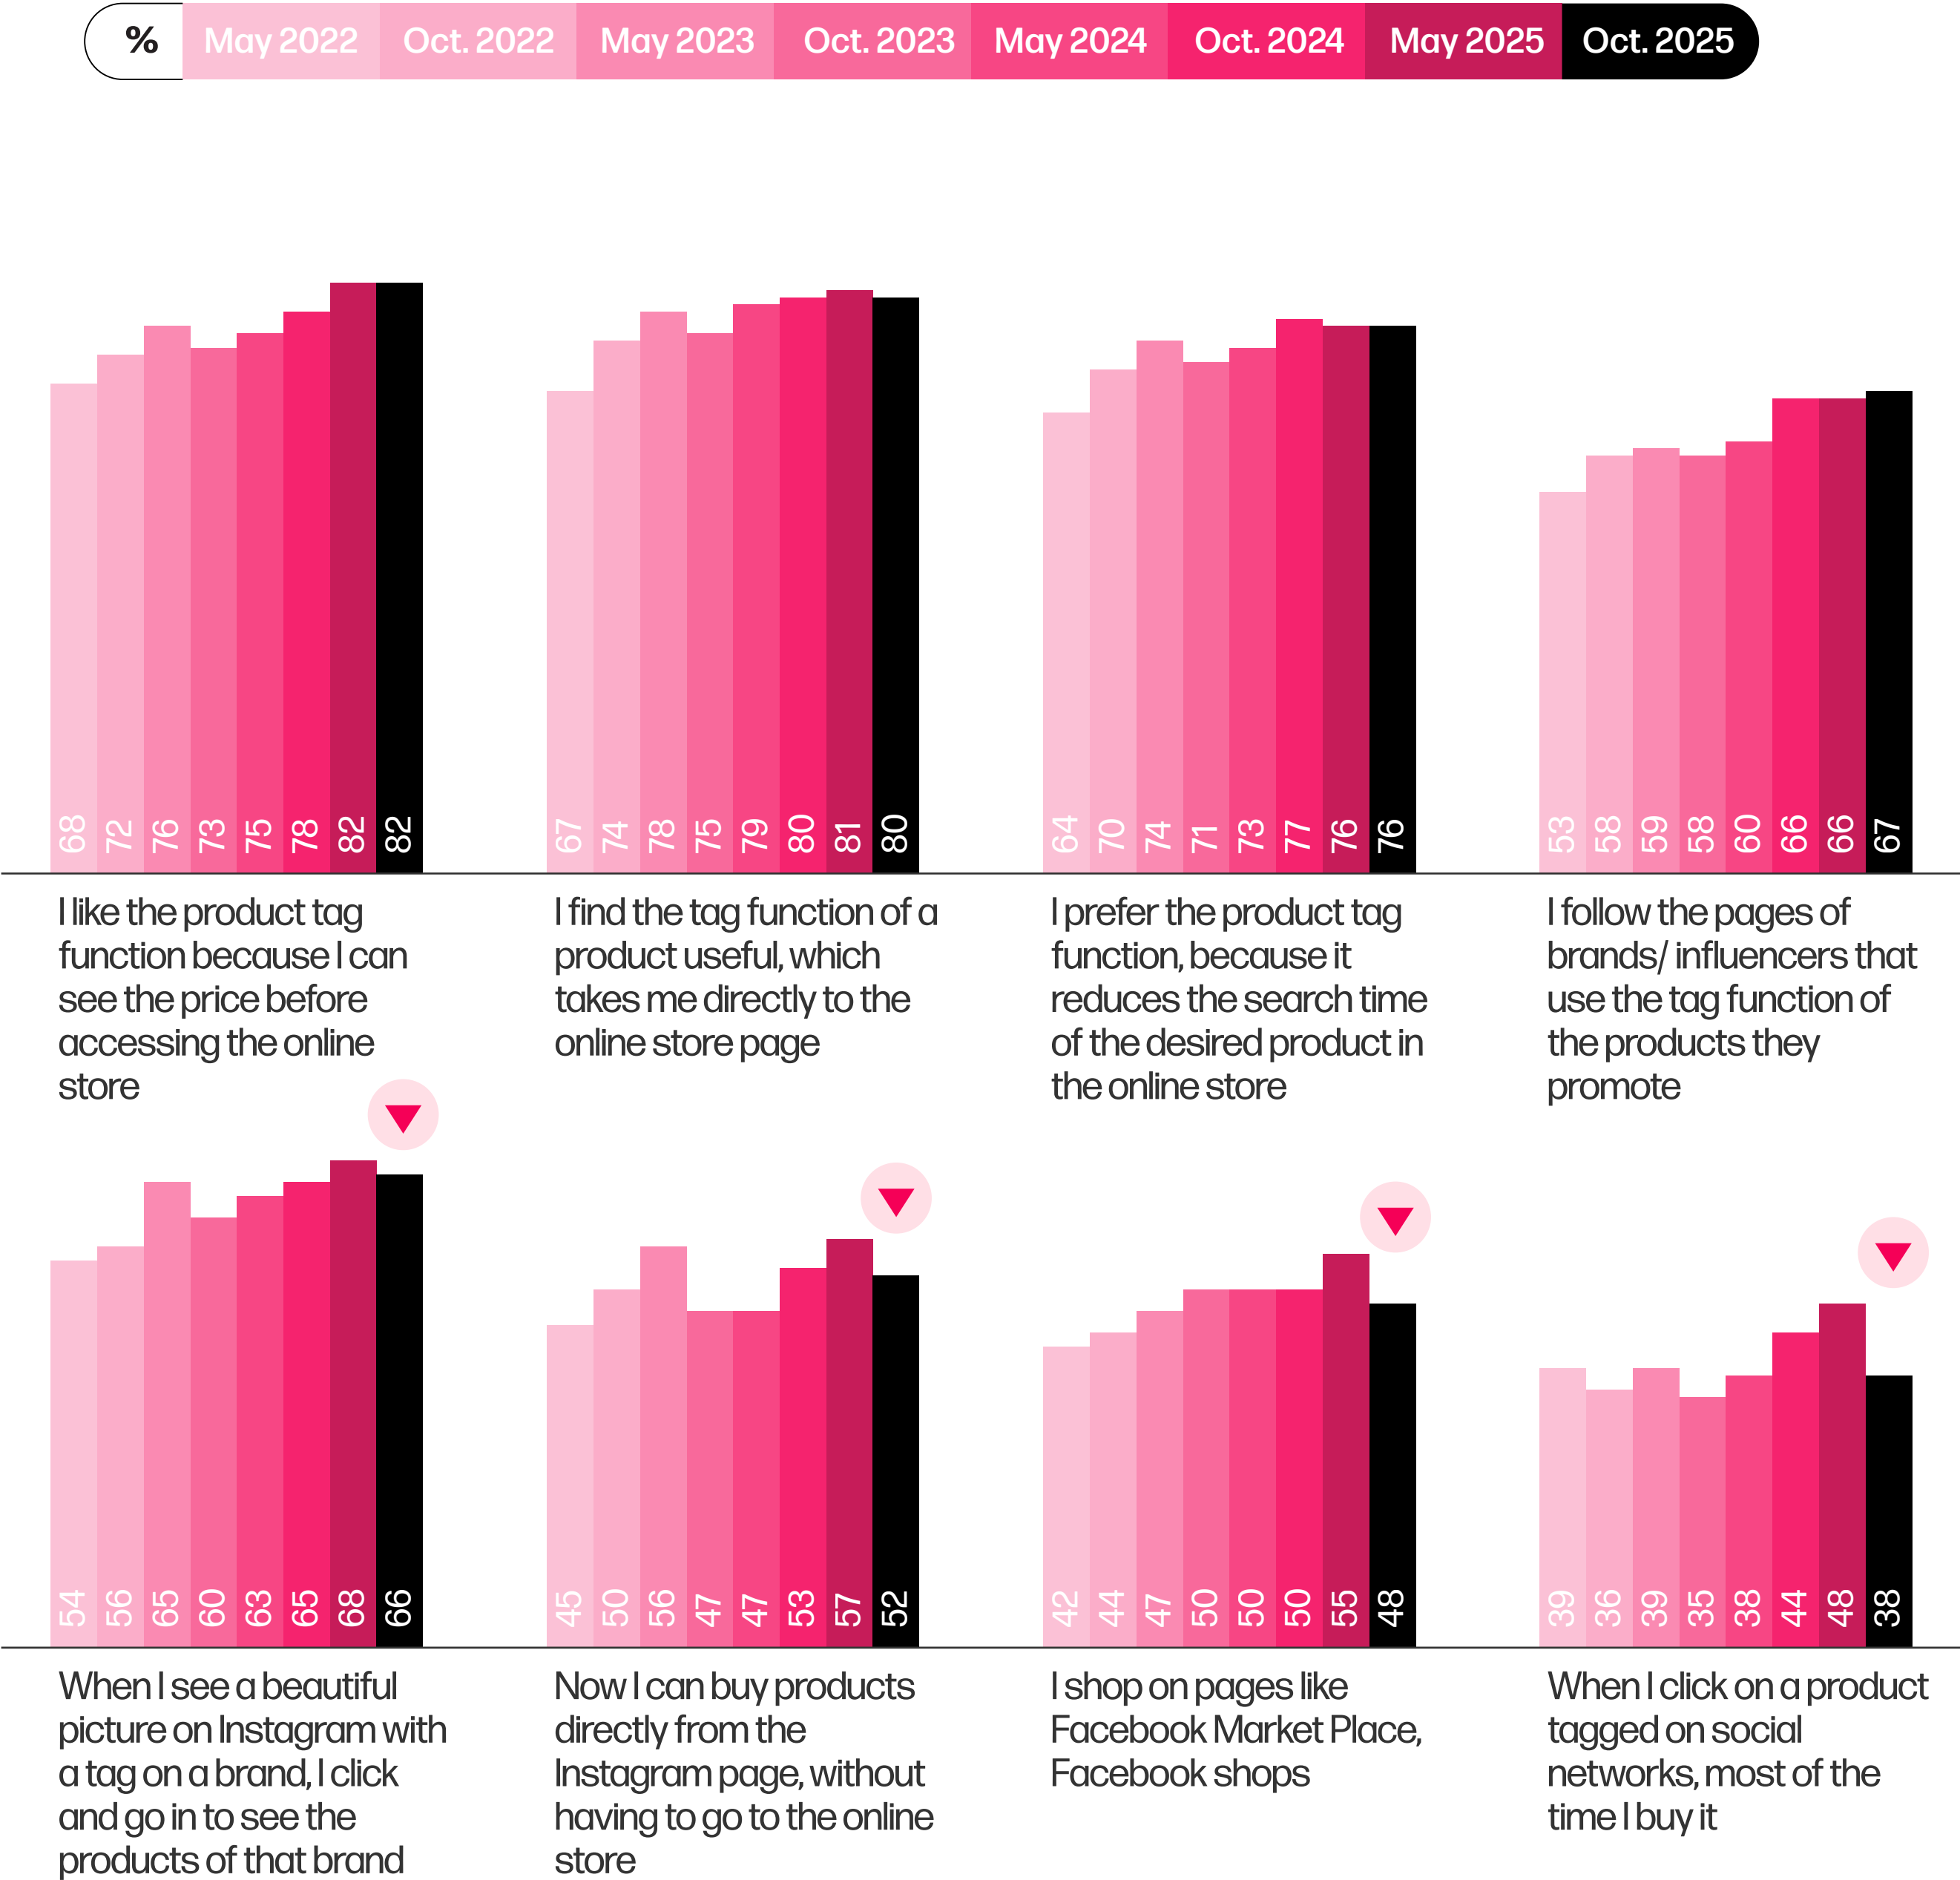 % May 2022 Oct. 2022 May 2023 Oct. 2023 May 2024 Oct. 2024 May 2025 Oct. 2025
68 72 76 73 75 78 82 82
67 74 78 75 79 80 81 80
64 70 74 71 73 77 76 76
53 58 59 58 60 66 66 67
I like the product tag
function because I can
see the price before
accessing the online
store
I find the tag function of a
product useful, which
takes me directly to the
online store page
I prefer the product tag
function, because it
reduces the search time
of the desired product in
the online store
I follow the pages of
brands/ influencers that
use the tag function of
the products they
promote
54 56 65 60 63 65 68 66
45 50 56 47 47 53 57 52
42 44 47 50 50 50 55 48
39 36 39 35 38 44 48 38
When I see a beautiful
picture on Instagram with
a tag on a brand, I click
and go in to see the
products of that brand
Now I can buy products
directly from the
Instagram page, without
having to go to the online
store
I shop on pages like
Facebook Market Place,
Facebook shops
When I click on a product
tagged on social
networks, most of the
time I buy it